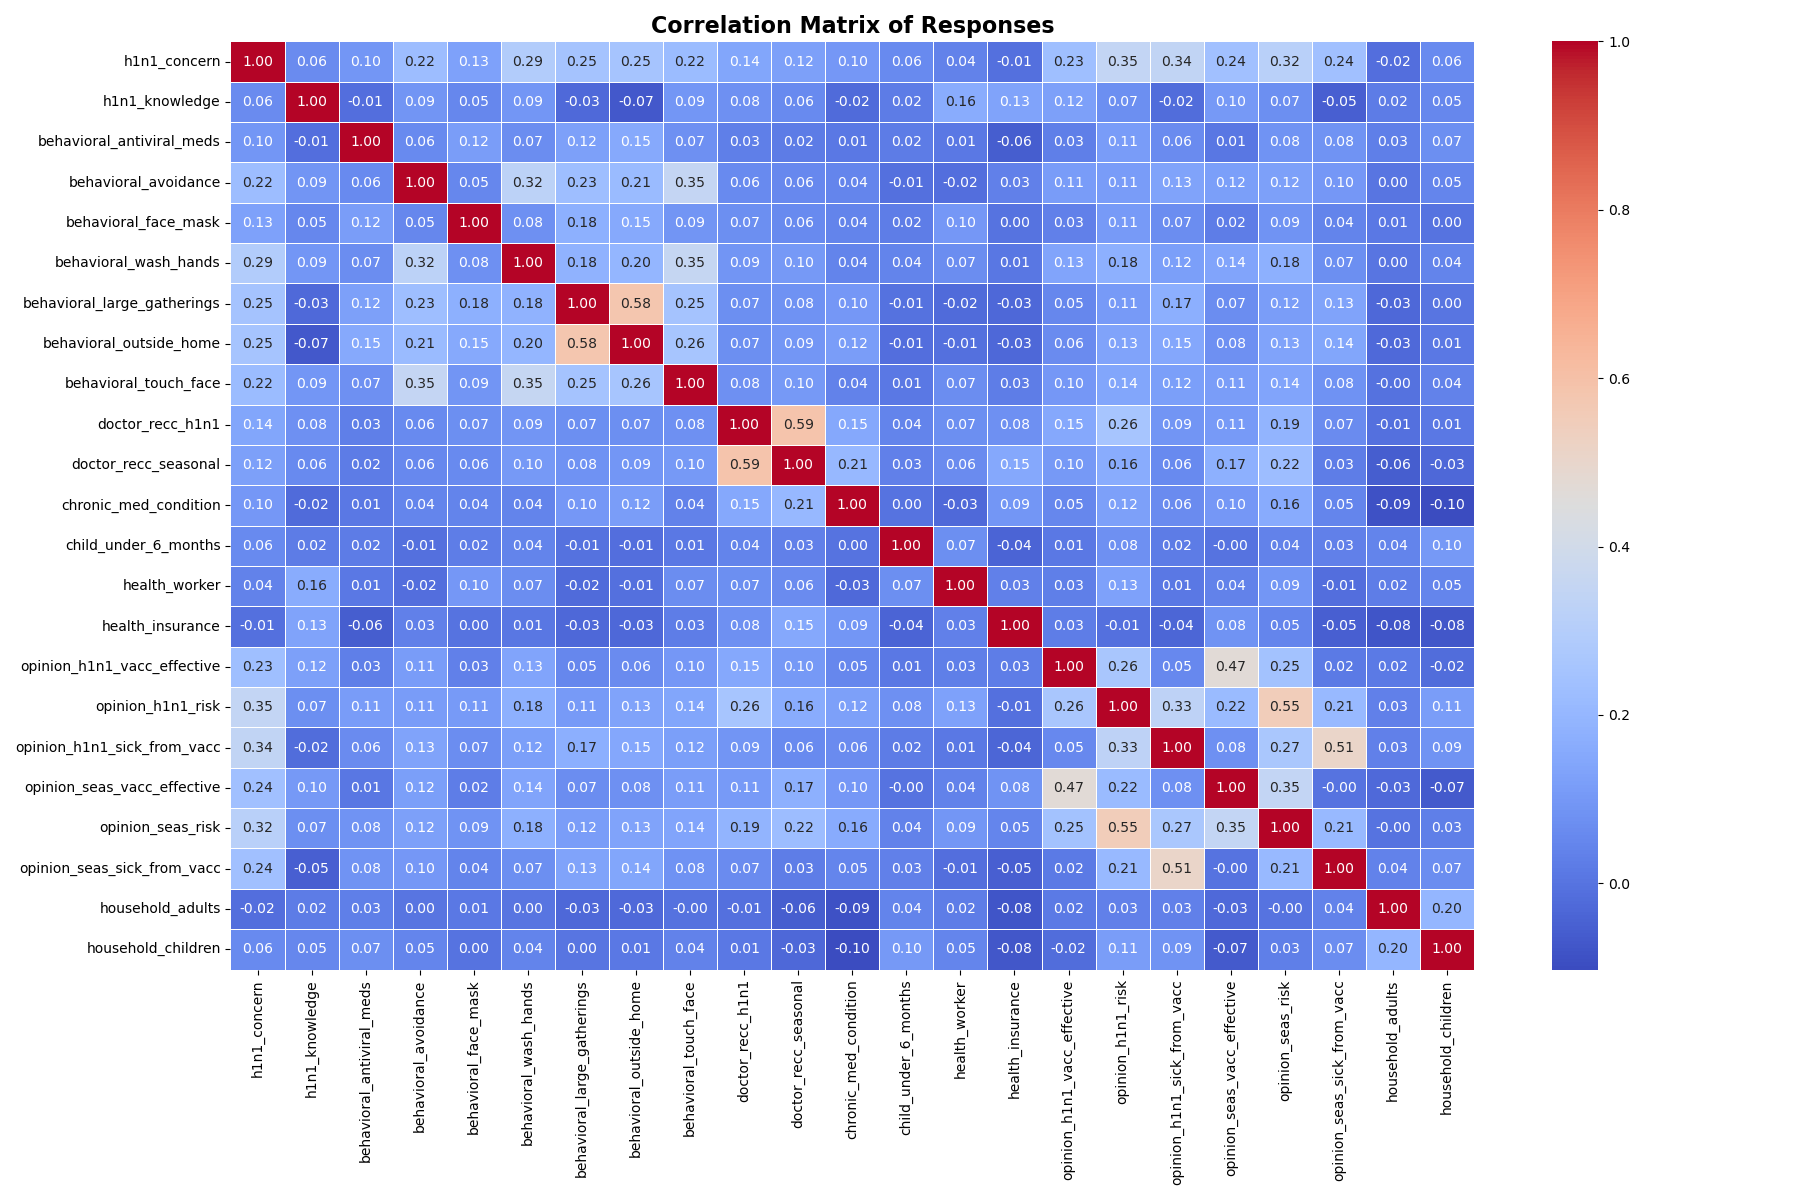 Correlation Matrix of Responses
h1n1_concern 1.00 0.06 0.10 0.22 0.13 0.29 0.25 0.25 0.22 0.14 0.12 0.10 0.06 0.04 -0.01 0.23 0.35 0.34 0.24 0.32 0.24 -0.02 0.06
h1n1_knowledge 0.06 1.00 -0.01 0.09 0.05 0.09 -0.03 -0.07 0.09 0.08 0.06 -0.02 0.02 0.16 0.13 0.12 0.07 -0.02 0.10 0.07 -0.05 0.02 0.05
behavioral_antiviral_meds 0.10 -0.01 1.00 0.06 0.12 0.07 0.12 0.15 0.07 0.03 0.02 0.01 0.02 0.01 -0.06 0.03 0.11 0.06 0.01 0.08 0.08 0.03 0.07
behavioral_avoidance 0.22 0.09 0.06 1.00 0.05 0.32 0.23 0.21 0.35 0.06 0.06 0.04 -0.01 -0.02 0.03 0.11 0.11 0.13 0.12 0.12 0.10 0.00 0.05
behavioral_face_mask 0.13 0.05 0.12 0.05 1.00 0.08 0.18 0.15 0.09 0.07 0.06 0.04 0.02 0.10 0.00 0.03 0.11 0.07 0.02 0.09 0.04 0.01 0.00
behavioral_wash_hands 0.29 0.09 0.07 0.32 0.08 1.00 0.18 0.20 0.35 0.09 0.10 0.04 0.04 0.07 0.01 0.13 0.18 0.12 0.14 0.18 0.07 0.00 0.04
behavioral_large_gatherings 0.25 -0.03 0.12 0.23 0.18 0.18 1.00 0.58 0.25 0.07 0.08 0.10 -0.01 -0.02 -0.03 0.05 0.11 0.17 0.07 0.12 0.13 -0.03 0.00
behavioral_outside_home 0.25 -0.07 0.15 0.21 0.15 0.20 0.58 1.00 0.26 0.07 0.09 0.12 -0.01 -0.01 -0.03 0.06 0.13 0.15 0.08 0.13 0.14 -0.03 0.01
behavioral_touch_face 0.22 0.09 0.07 0.35 0.09 0.35 0.25 0.26 1.00 0.08 0.10 0.04 0.01 0.07 0.03 0.10 0.14 0.12 0.11 0.14 0.08 -0.00 0.04
doctor_recc_h1n1 0.14 0.08 0.03 0.06 0.07 0.09 0.07 0.07 0.08 1.00 0.59 0.15 0.04 0.07 0.08 0.15 0.26 0.09 0.11 0.19 0.07 -0.01 0.01
doctor_recc_seasonal 0.12 0.06 0.02 0.06 0.06 0.10 0.08 0.09 0.10 0.59 1.00 0.21 0.03 0.06 0.15 0.10 0.16 0.06 0.17 0.22 0.03 -0.06 -0.03
chronic_med_condition 0.10 -0.02 0.01 0.04 0.04 0.04 0.10 0.12 0.04 0.15 0.21 1.00 0.00 -0.03 0.09 0.05 0.12 0.06 0.10 0.16 0.05 -0.09 -0.10
child_under_6_months 0.06 0.02 0.02 -0.01 0.02 0.04 -0.01 -0.01 0.01 0.04 0.03 0.00 1.00 0.07 -0.04 0.01 0.08 0.02 -0.00 0.04 0.03 0.04 0.10
health_worker 0.04 0.16 0.01 -0.02 0.10 0.07 -0.02 -0.01 0.07 0.07 0.06 -0.03 0.07 1.00 0.03 0.03 0.13 0.01 0.04 0.09 -0.01 0.02 0.05
health_insurance -0.01 0.13 -0.06 0.03 0.00 0.01 -0.03 -0.03 0.03 0.08 0.15 0.09 -0.04 0.03 1.00 0.03 -0.01 -0.04 0.08 0.05 -0.05 -0.08 -0.08
opinion_h1n1_vacc_effective 0.23 0.12 0.03 0.11 0.03 0.13 0.05 0.06 0.10 0.15 0.10 0.05 0.01 0.03 0.03 1.00 0.26 0.05 0.47 0.25 0.02 0.02 -0.02
opinion_h1n1_risk 0.35 0.07 0.11 0.11 0.11 0.18 0.11 0.13 0.14 0.26 0.16 0.12 0.08 0.13 -0.01 0.26 1.00 0.33 0.22 0.55 0.21 0.03 0.11
opinion_h1n1_sick_from_vacc 0.34 -0.02 0.06 0.13 0.07 0.12 0.17 0.15 0.12 0.09 0.06 0.06 0.02 0.01 -0.04 0.05 0.33 1.00 0.08 0.27 0.51 0.03 0.09
opinion_seas_vacc_effective 0.24 0.10 0.01 0.12 0.02 0.14 0.07 0.08 0.11 0.11 0.17 0.10 -0.00 0.04 0.08 0.47 0.22 0.08 1.00 0.35 -0.00 -0.03 -0.07
opinion_seas_risk 0.32 0.07 0.08 0.12 0.09 0.18 0.12 0.13 0.14 0.19 0.22 0.16 0.04 0.09 0.05 0.25 0.55 0.27 0.35 1.00 0.21 -0.00 0.03
opinion_seas_sick_from_vacc 0.24 -0.05 0.08 0.10 0.04 0.07 0.13 0.14 0.08 0.07 0.03 0.05 0.03 -0.01 -0.05 0.02 0.21 0.51 -0.00 0.21 1.00 0.04 0.07
household_adults -0.02 0.02 0.03 0.00 0.01 0.00 -0.03 -0.03 -0.00 -0.01 -0.06 -0.09 0.04 0.02 -0.08 0.02 0.03 0.03 -0.03 -0.00 0.04 1.00 0.20
household_children 0.06 0.05 0.07 0.05 0.00 0.04 0.00 0.01 0.04 0.01 -0.03 -0.10 0.10 0.05 -0.08 -0.02 0.11 0.09 -0.07 0.03 0.07 0.20 1.00
h1n1_concern
h1n1_knowledge
behavioral_antiviral_meds
behavioral_avoidance
behavioral_face_mask
behavioral_wash_hands
behavioral_large_gatherings
behavioral_outside_home
behavioral_touch_face
doctor_recc_h1n1
doctor_recc_seasonal
chronic_med_condition
child_under_6_months
health_worker
health_insurance
opinion_h1n1_vacc_effective
opinion_h1n1_risk
opinion_h1n1_sick_from_vacc
opinion_seas_vacc_effective
opinion_seas_risk
opinion_seas_sick_from_vacc
household_adults
household_children
1.0
0.8
0.6
0.4
0.2
0.0